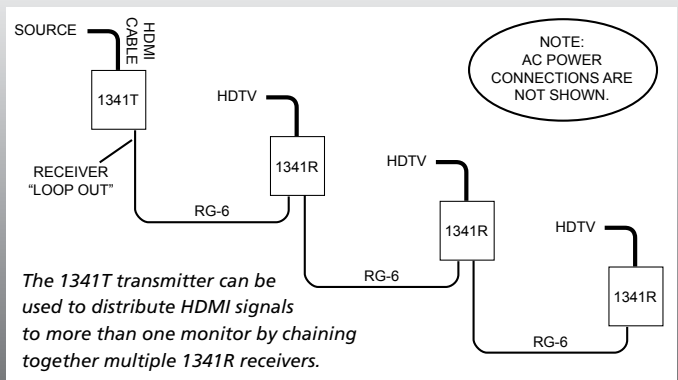 SOURCE
HDMI
CABLE
1341T
RECEIVER
“LOOP OUT”
HDTV
1341R
RG-6
HDTV
1341R
RG-6
HDTV
1341R
RG-6
NOTE:
AC POWER
CONNECTIONS ARE
NOT SHOWN.
The 1341T transmitter can be
used to distribute HDMI signals
to more than one monitor by chaining
together multiple 1341R receivers.